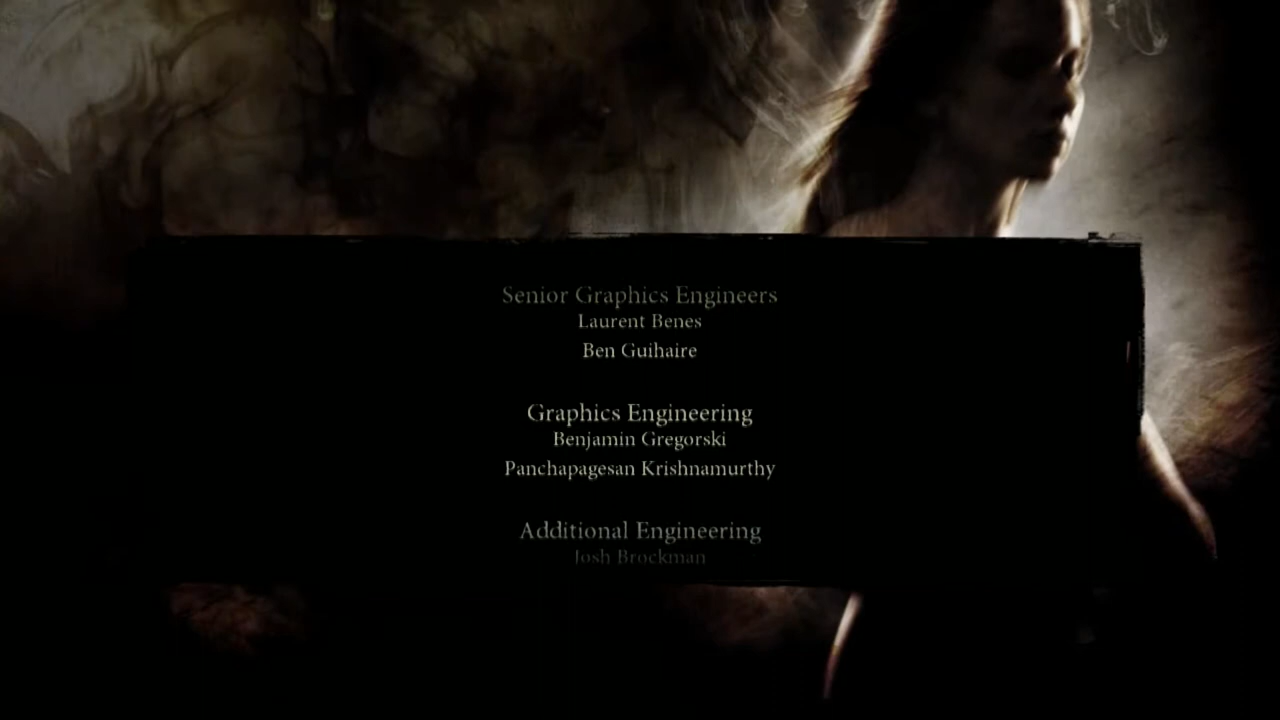 Senior Graphics Engineers
Laurent Benes
Ben Guihaire
Graphics Engineering
Benjamin Gregorski
Panchapagesan Krishnamurthy
Additional Engineering
Josh Brockman